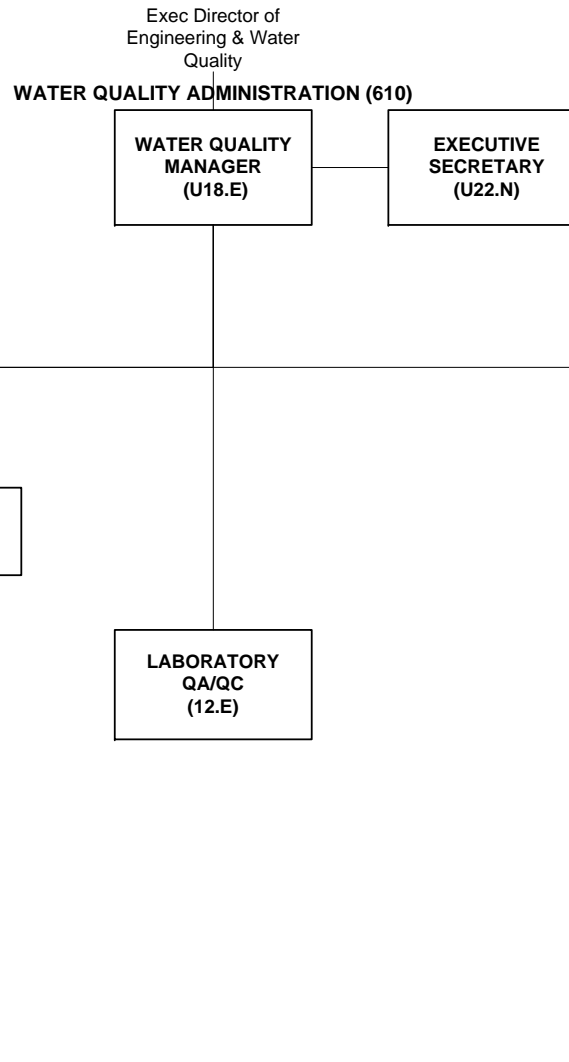 Exec Director of
Engineering & Water
Quality
WATER QUALITY ADMINISTRATION (610)
WATER QUALITY
MANAGER
(U18.E)
EXECUTIVE
SECRETARY
(U22.N)
LABORATORY
QA/QC
(12.E)